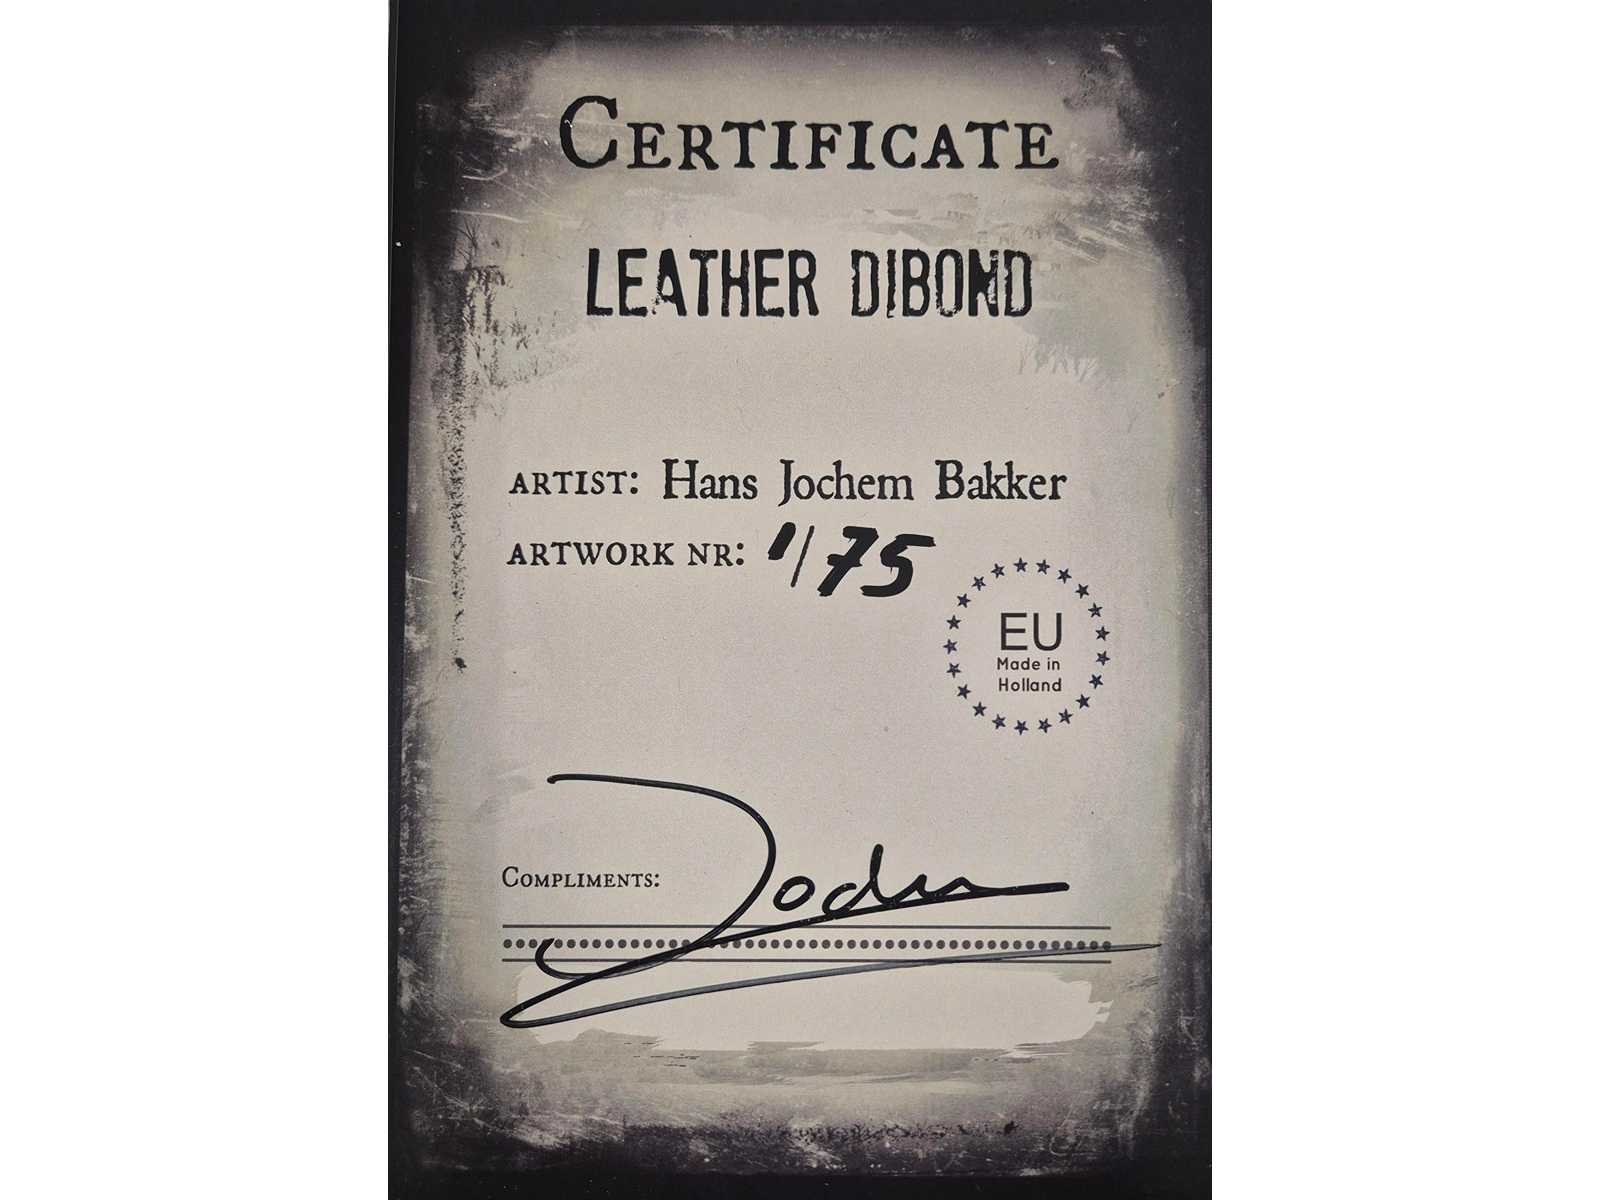 CERTIFICATE
LEATHER DIBOND
ARTIST: Hans Jochem Bakker
ARTWORK NR: 1/75
EU
Made in
Holland
COMPLIMENTS: